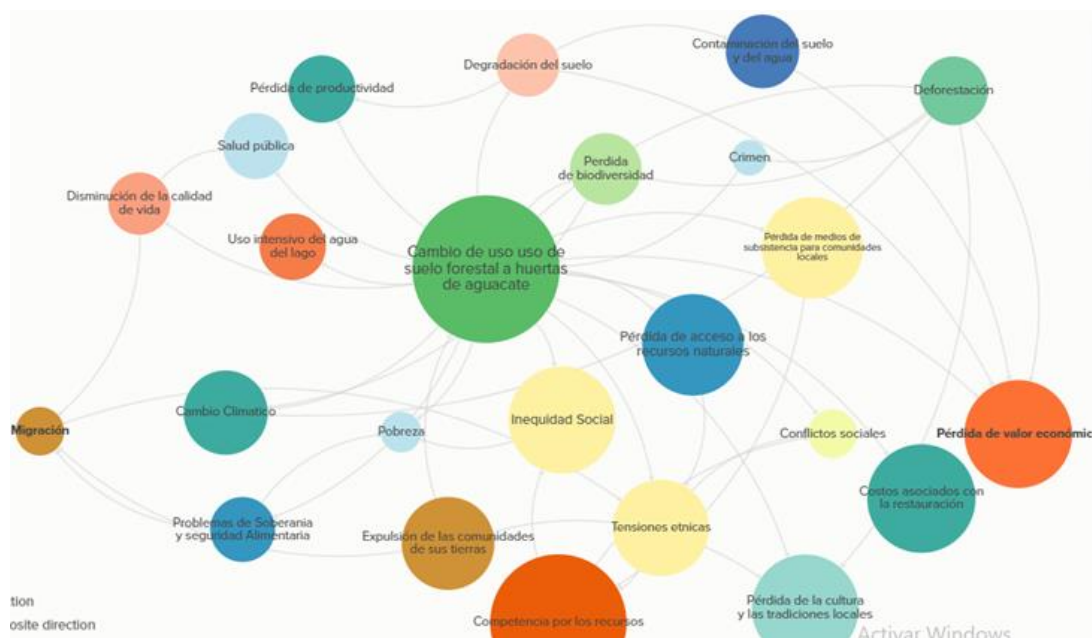 Contaminación del suelo
y del agua
Degradación del suelo
Pérdida de productividad
Deforestación
Salud pública
Perdida
de biodiversidad
Crimen
Disminución de la calidad
de vida
Uso intensivo del agua
del lago
Pérdida de medios de
subsistencia para comunidades
locales
Cambio de uso uso de
suelo forestal a huertas
de aguacate
Pérdida de acceso a los
recursos naturales
Cambio Climatico
Inequidad Social
Migración
Pobreza
Conflictos sociales
Pérdida de valor económic
Costos asociados con
la restauración
Problemas de Soberania
y seguridad Alimentaria
Expulsión de las comunidades
de sus tierras
Tensiones etnicas
Pérdida de la cultura
y las tradiciones locales
Competencia por los recursos
tion
osite direction
Activar Windows